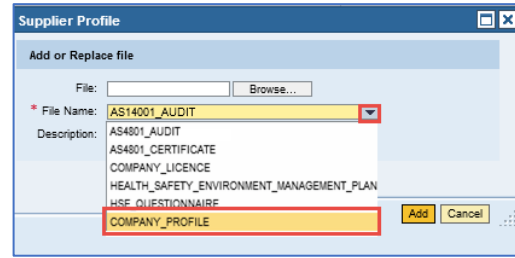 Supplier Profile
Add or Replace file
File: Browse...
* File Name: AS14001_AUDIT
Description:
AS4801_AUDIT
AS4801_CERTIFICATE
COMPANY_LICENCE
HEALTH_SAFETY_ENVIRONMENT_MANAGEMENT_PLAN
HSE_QUESTIONNAIRE
COMPANY_PROFILE
Add Cancel